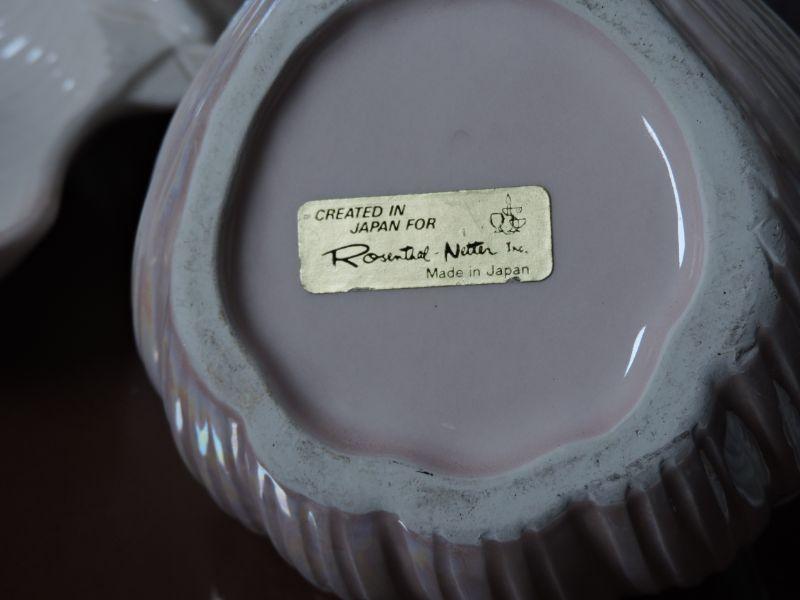 CREATED IN
JAPAN FOR
Rosenthal-Netter Inc.
Made in Japan